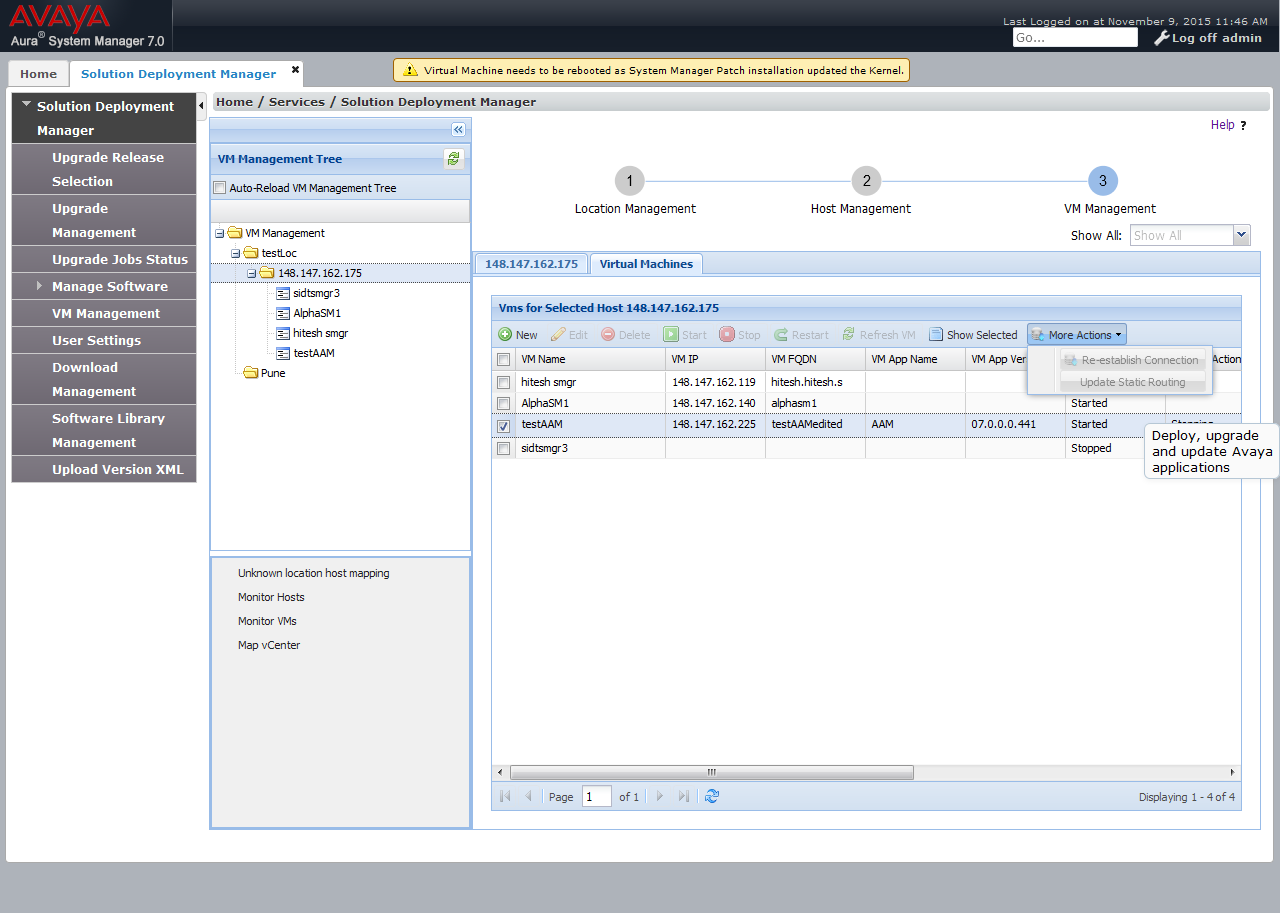 AVAYA
Aura® System Manager 7.0
Last Logged on at November 9, 2015 11:46 AM
Go...
Log off admin
Home
Solution Deployment Manager
Virtual Machine needs to be rebooted as System Manager Patch installation updated the Kernel.
Solution Deployment
Manager
Upgrade Release
Selection
Upgrade
Management
Upgrade Jobs Status
Manage Software
VM Management
User Settings
Download
Management
Software Library
Management
Upload Version XML
Home / Services / Solution Deployment Manager
Help ?
VM Management Tree
Auto-Reload VM Management Tree
VM Management
testLoc
148.147.162.175
sidtsmgr3
AlphaSM1
hitesh smgr
testAAM
Pune
Unknown location host mapping
Monitor Hosts
Monitor VMs
Map vCenter
1 2 3
Location Management Host Management VM Management
Show All: Show All
148.147.162.175 Virtual Machines
Vms for Selected Host 148.147.162.175
New Edit Delete Start Stop Restart Refresh VM Show Selected More Actions
Re-establish Connection
Update Static Routing
VM Name VM IP VM FQDN VM App Name VM App Ver Action
hitesh smgr 148.147.162.119 hitesh.hitesh.s
AlphaSM1 148.147.162.140 alphasm1 Started
testAAM 148.147.162.225 testAAMedited AAM 07.0.0.0.441 Started Stopping
sidtsmgr3 Stopped
Deploy, upgrade
and update Avaya
applications
Page 1 of 1
Displaying 1 - 4 of 4